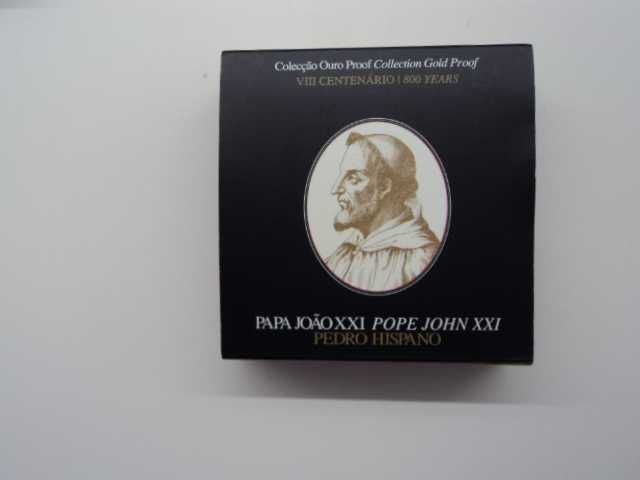 Colecção Ouro Proof Collection Gold Proof
VIII CENTENÁRIO | 800 YEARS
PAPA JOÃO XXI POPE JOHN XXI
PEDRO HISPANO